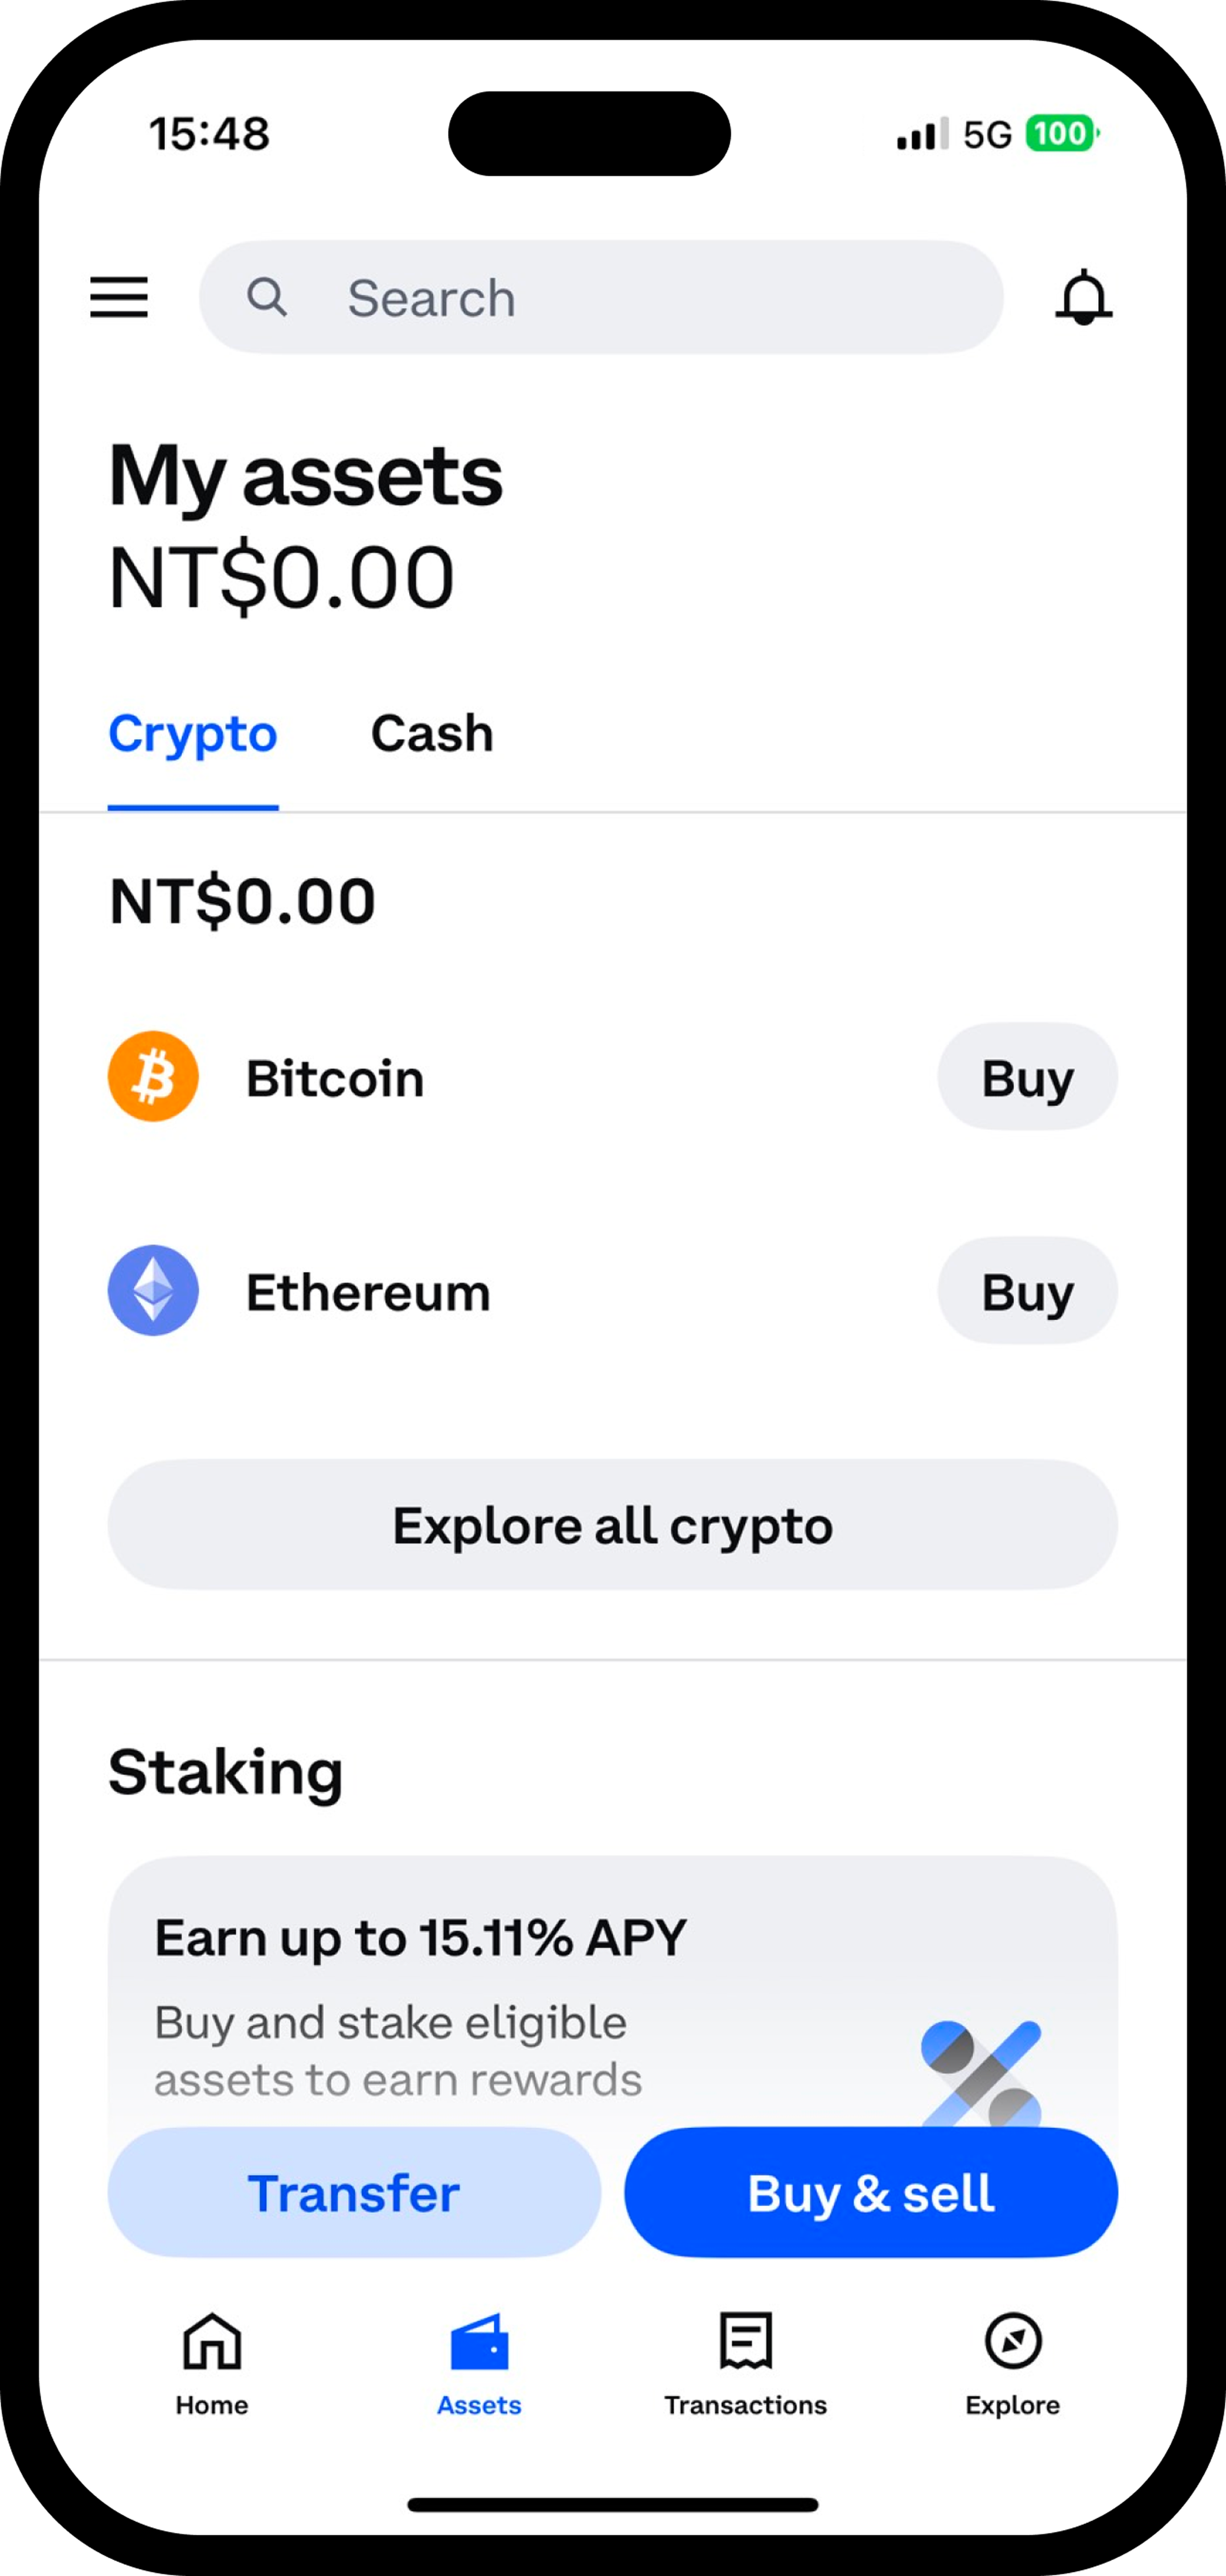 15:48
5G 100
Search
My assets
NT$0.00
Crypto Cash
NT$0.00
Bitcoin Buy
Ethereum Buy
Explore all crypto
Staking
Earn up to 15.11% APY
Buy and stake eligible
assets to earn rewards
Transfer Buy & sell
Home Assets Transactions Explore